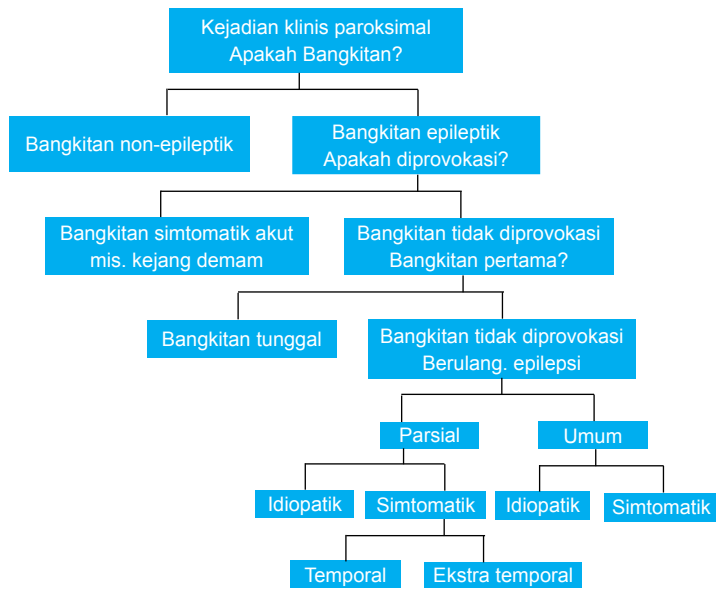 Kejadian klinis paroksimal
Apakah Bangkitan?
Bangkitan non-epileptik
Bangkitan epileptik
Apakah diprovokasi?
Bangkitan simtomatik akut
mis. kejang demam
Bangkitan tidak diprovokasi
Bangkitan pertama?
Bangkitan tunggal
Bangkitan tidak diprovokasi
Berulang. epilepsi
Parsial
Umum
Idiopatik
Simtomatik
Idiopatik
Simtomatik
Temporal
Ekstra temporal